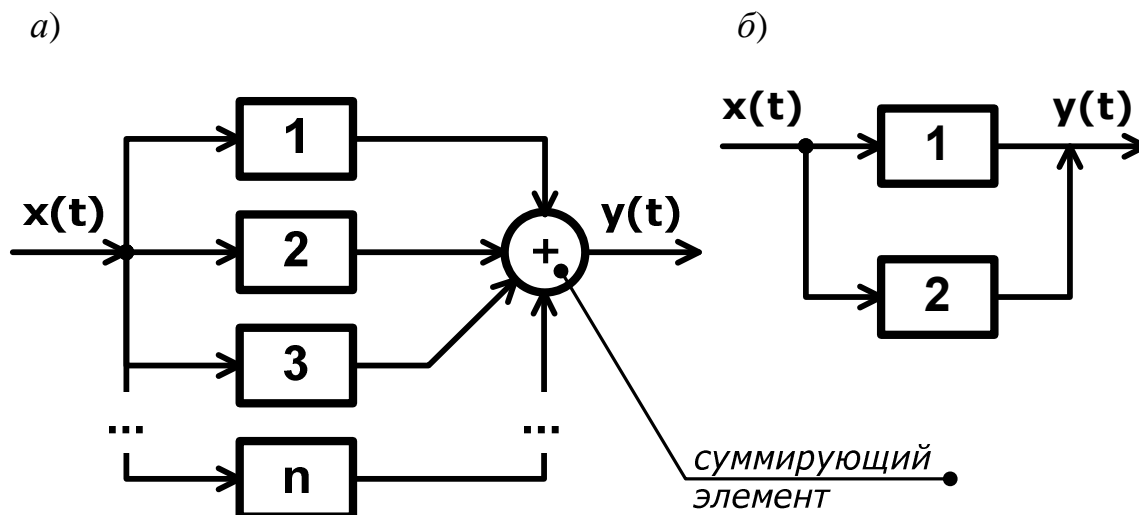 а)
x(t)
1
2
3
...
n
+
...
y(t)
суммирующий
элемент
б)
x(t)
1
2
y(t)